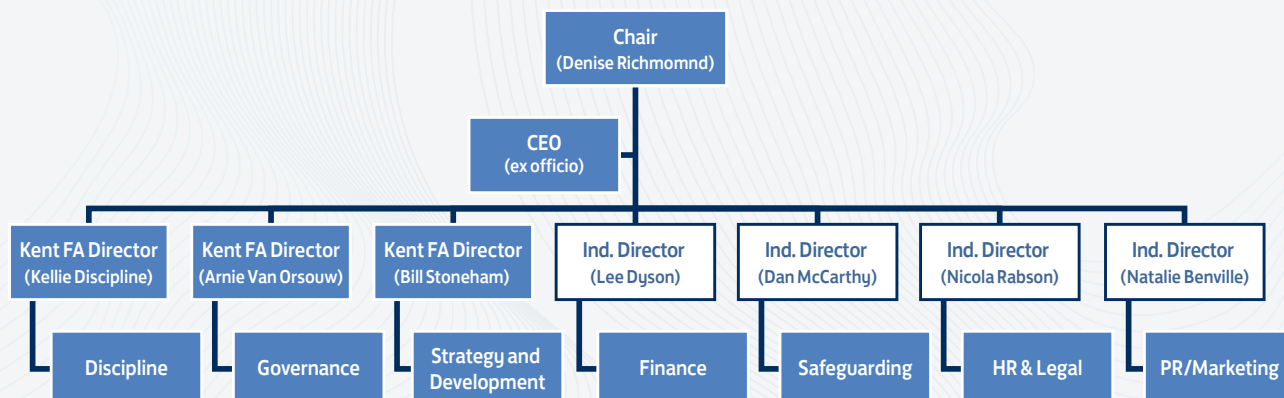 Chair
(Denise Richmomnd)
CEO
(ex officio)
Kent FA Director
(Kellie Discipline)
Kent FA Director
(Arnie Van Orsouw)
Kent FA Director
(Bill Stoneham)
Ind. Director
(Lee Dyson)
Ind. Director
(Dan McCarthy)
Ind. Director
(Nicola Rabson)
Ind. Director
(Natalie Benville)
Discipline
Governance
Strategy and
Development
Finance
Safeguarding
HR & Legal
PR/Marketing